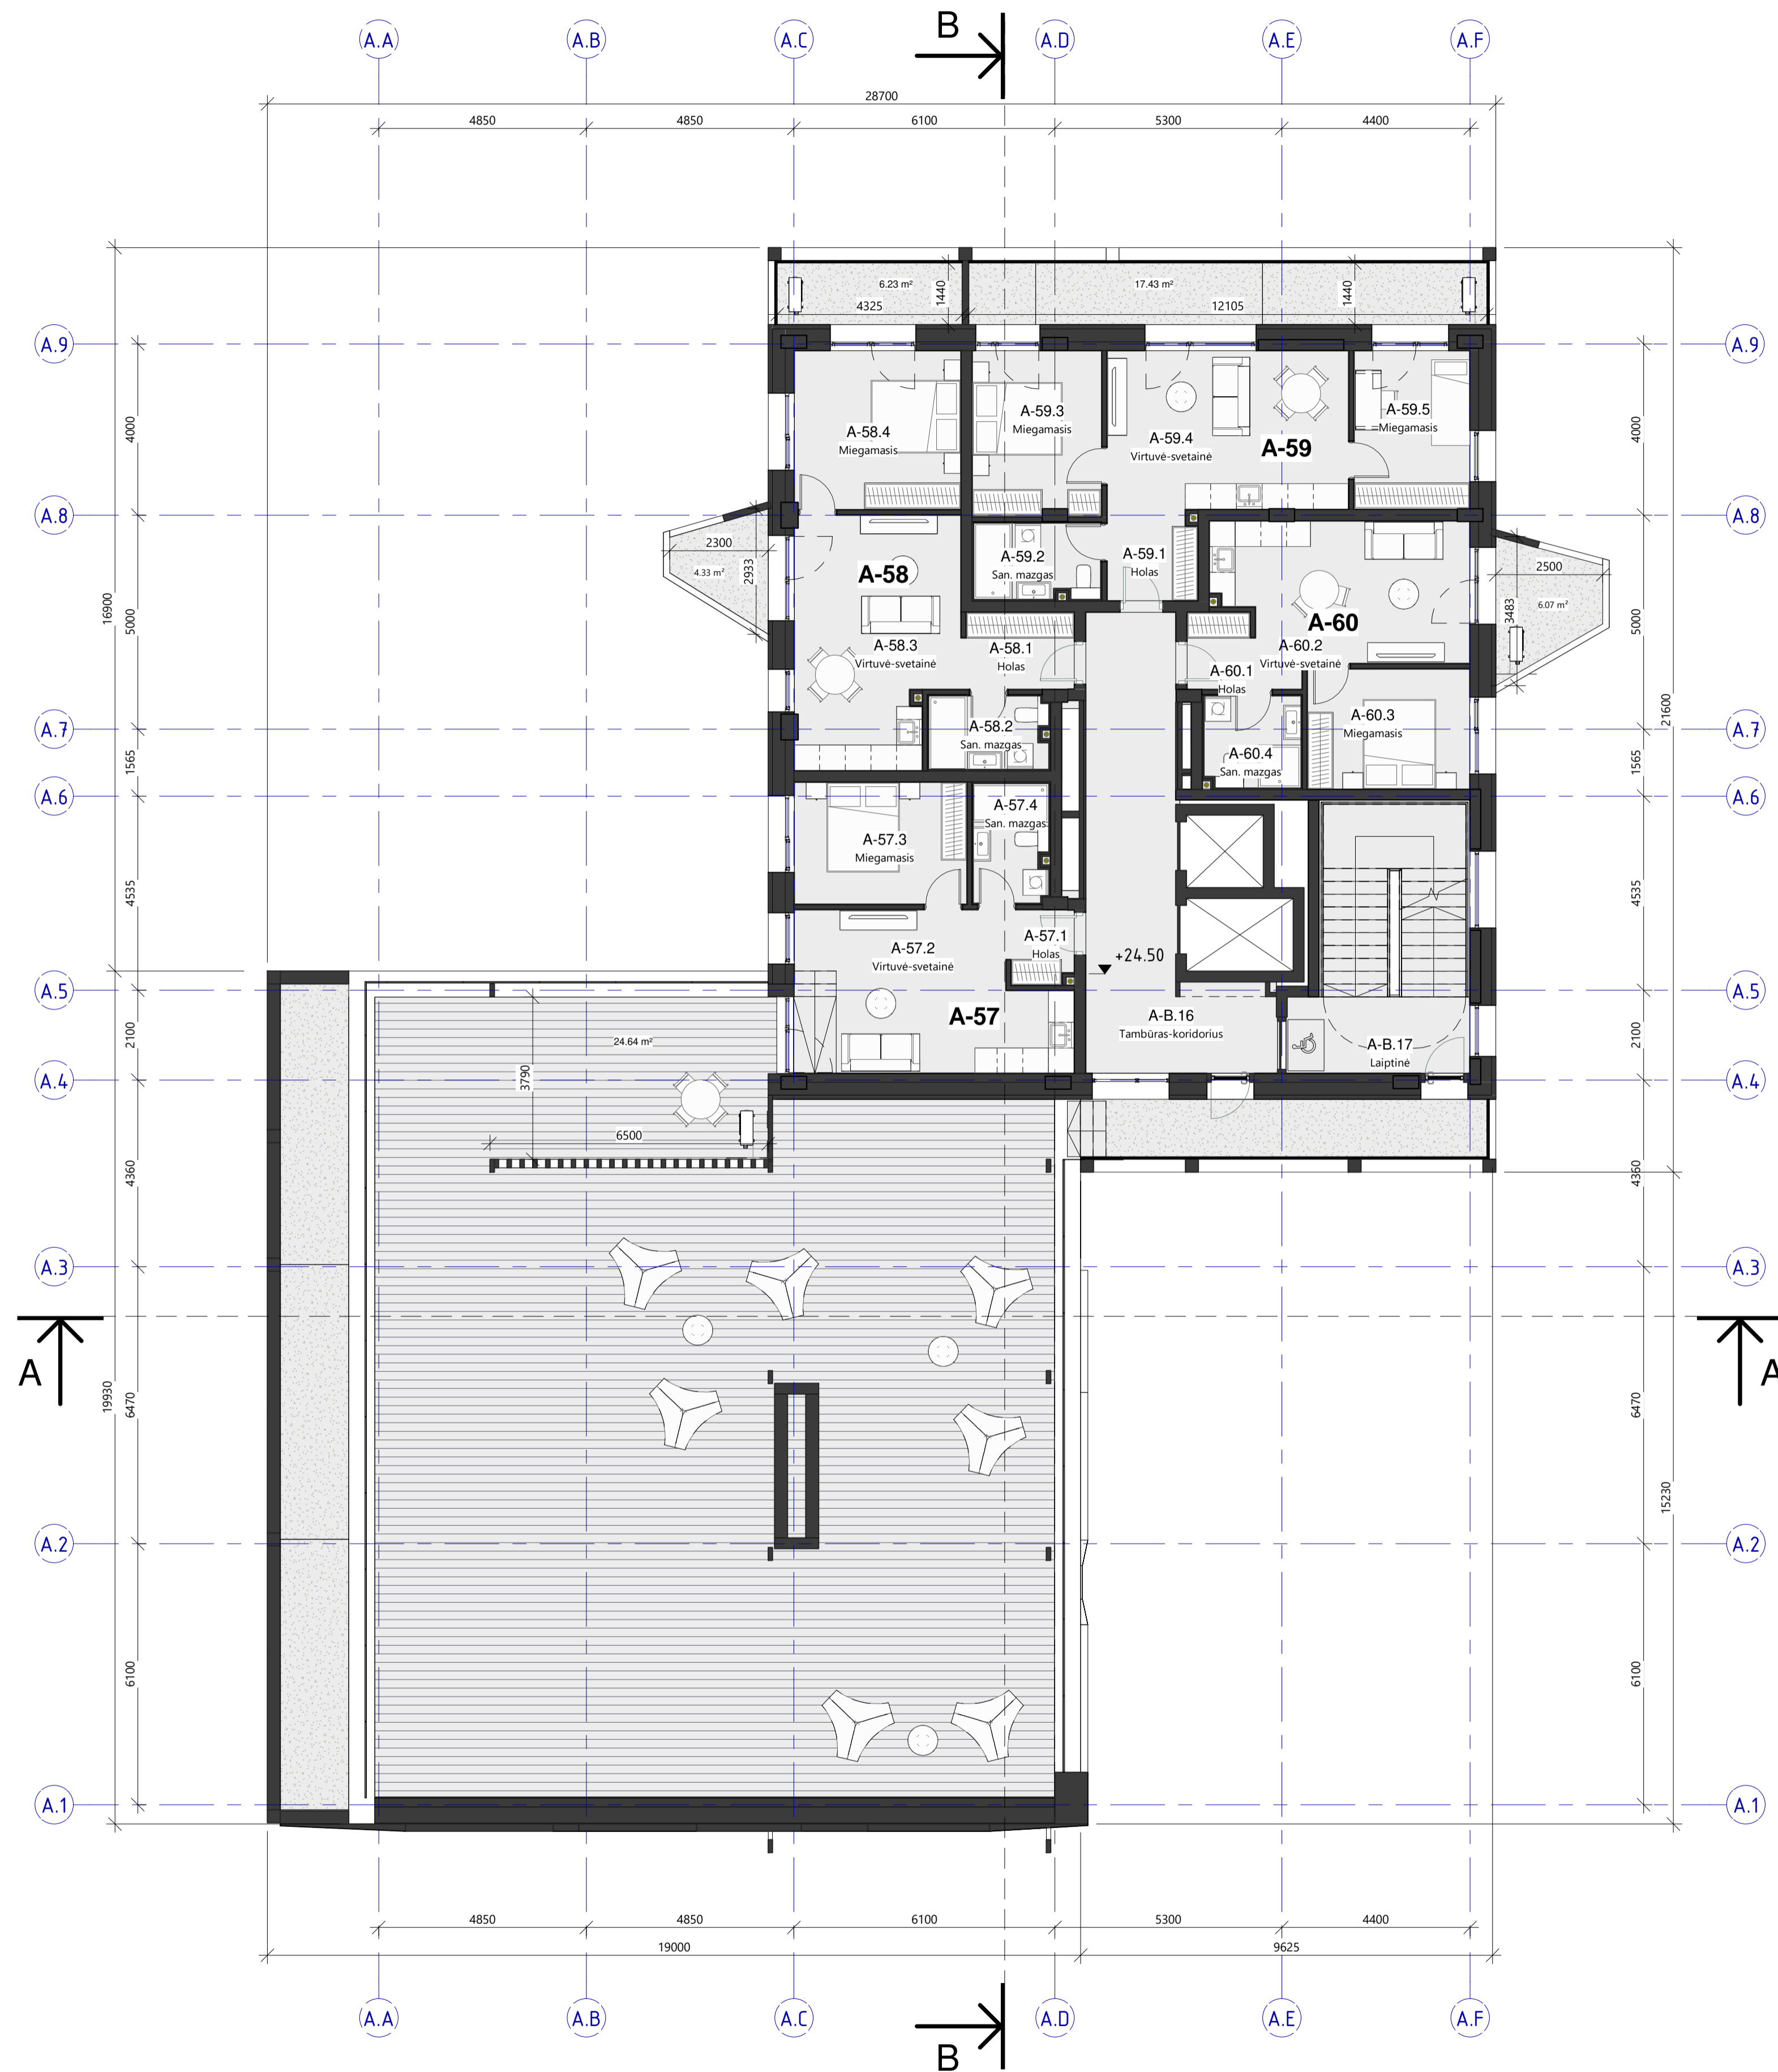 B
A.A A.B A.C A.D A.E A.F
28700
4850 4850 6100 5300 4400
6.23 m² 1440 17.43 m² 1440
4325 12105
A.9 A.9
4000 4000
A-58.4
Miegamasis
A-59.3
Miegamasis
A-59.4
Virtuvė-svetainė
A-59
A-59.5
Miegamasis
A.8 A.8
16900
5000
2300
4.33 m²
2933
A-58
A-59.2
San. mazgas
A-59.1
Holas
2500
3483
6.07 m²
5000
A-60
A-58.3
Virtuvė-svetainė
A-58.1
Holas
A-60.2
Virtuvė-svetainė
A-60.1
Holas
21600
A.7 A.7
A-58.2
San. mazgas
A-60.3
Miegamasis
A-60.4
San. mazgas
1565 1565
A.6 A.6
A-57.3
Miegamasis
A-57.4
San. mazgas
4535 4535
A-57.2
Virtuvė-svetainė
A-57.1
Holas
+24.50
A.5 A.5
A-57
A-B.16
Tambūras-koridorius
A-B.17
Laiptinė
2100 2100
24.64 m²
3790
A.4 A.4
6500
4360 4360
A.3 A.3
A A
19930
6470 6470
15230
A.2 A.2
6100 6100
A.1 A.1
4850 4850 6100 5300 4400
19000 9625
A.A A.B A.C A.D A.E A.F
B